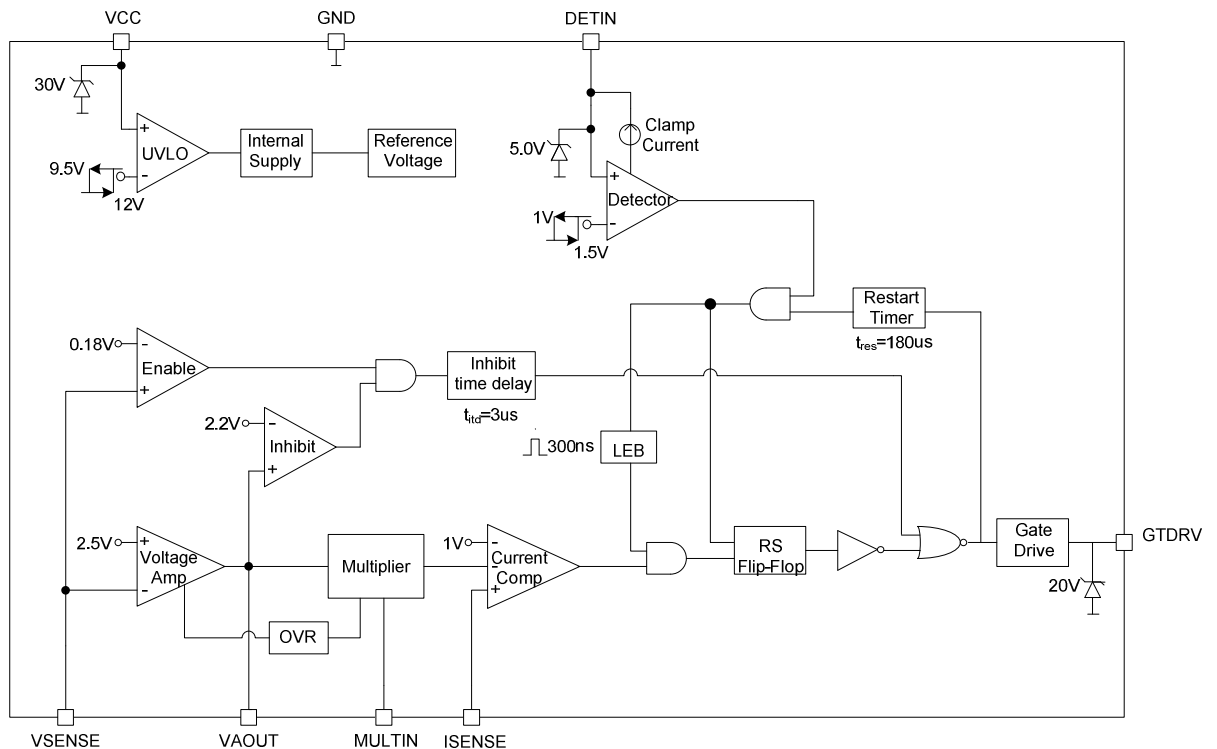 VCC
GND
DETIN
30V
+
UVLO
-
9.5V
12V
Internal
Supply
Reference
Voltage
Clamp
Current
5.0V
+
Detector
-
1V
1.5V
Restart
Timer
tres=180us
0.18V
-
Enable
+
2.2V
-
Inhibit
+
Inhibit
time delay
titd=3us
300ns
LEB
2.5V
+
Voltage
Amp
-
Multiplier
OVR
1V
-
-
Current
Comp
+
RS
Flip-Flop
Gate
Drive
GTDRV
20V
VSENSE
VAOUT
MULTIN
ISENSE